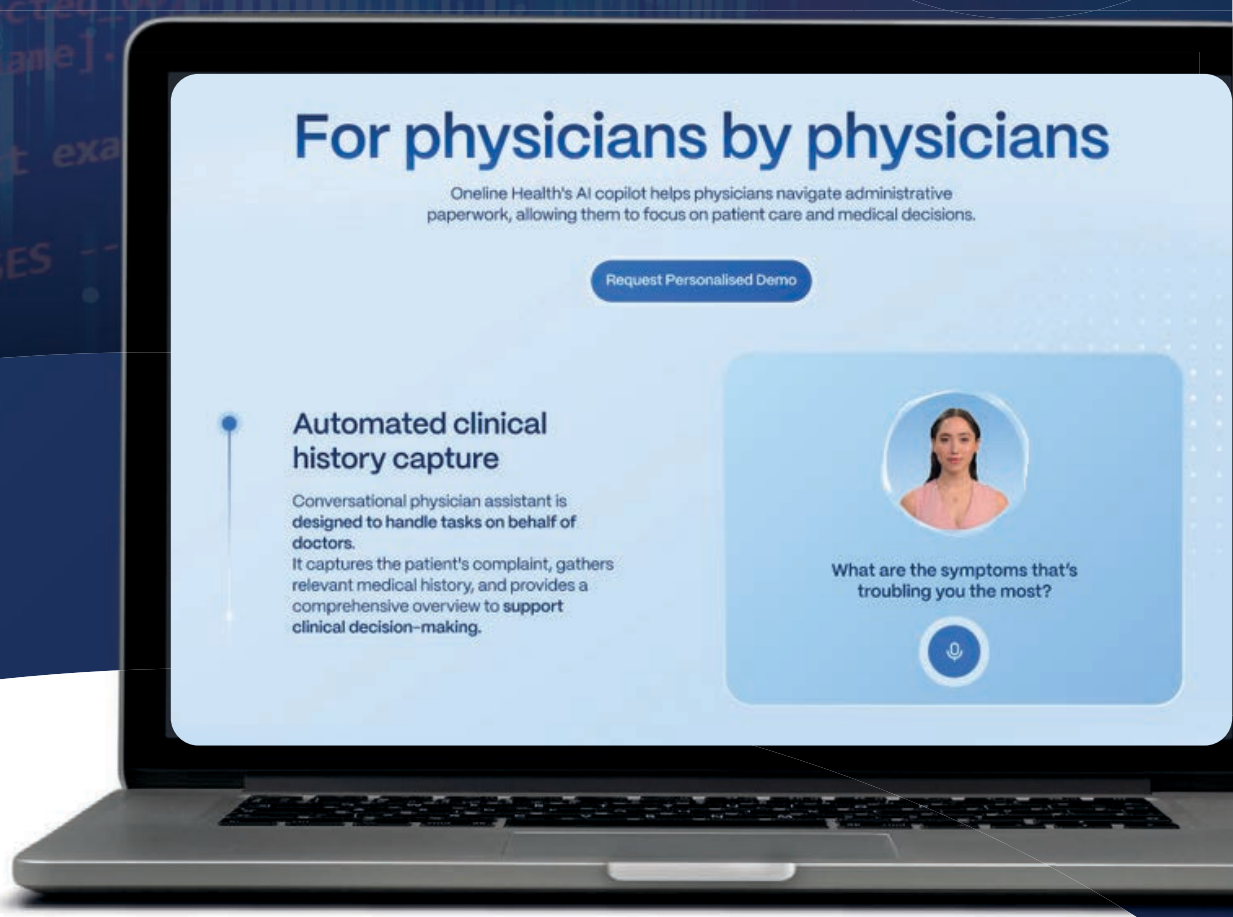 For physicians by physicians
Oneline Health's AI copilot helps physicians navigate administrative
paperwork, allowing them to focus on patient care and medical decisions.
Request Personalised Demo
Automated clinical
history capture
Conversational physician assistant is
designed to handle tasks on behalf of
doctors.
It captures the patient's complaint, gathers
relevant medical history, and provides a
comprehensive overview to support
clinical decision-making.
What are the symptoms that's
troubling you the most?